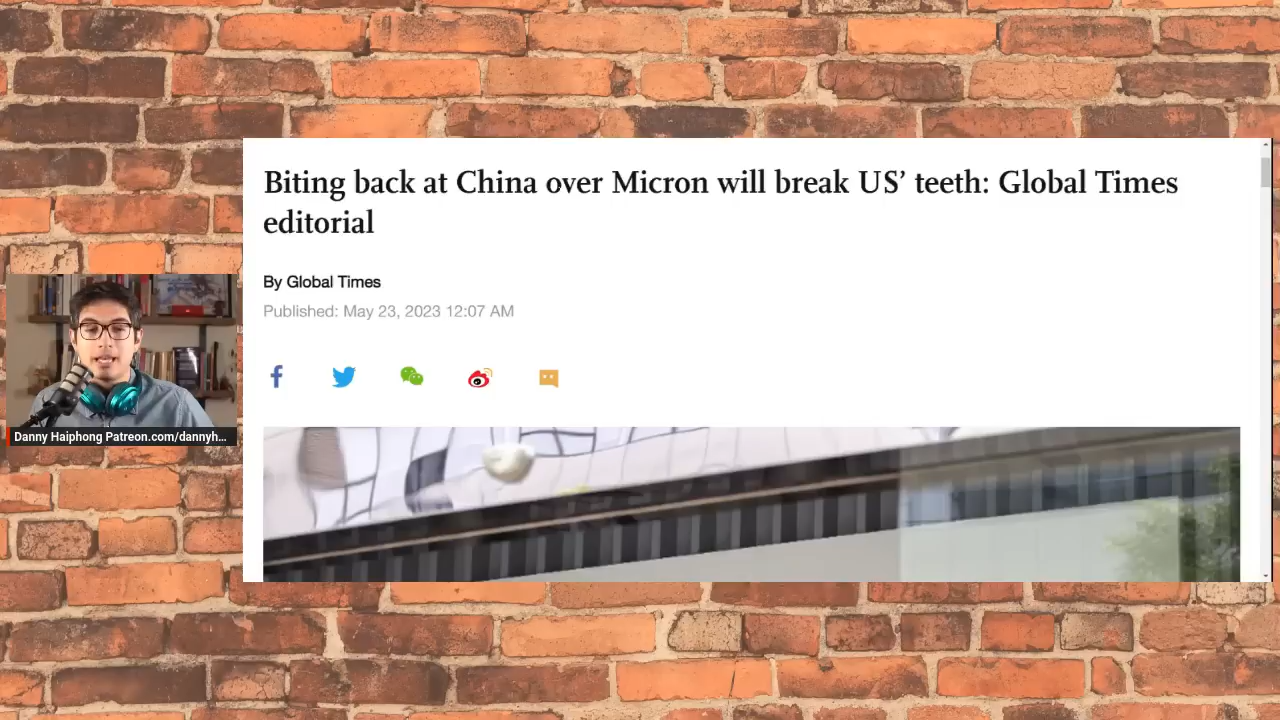 Biting back at China over Micron will break US’ teeth: Global Times
editorial
By Global Times
Published: May 23, 2023 12:07 AM
Danny Haiphong Patreon.com/dannyh...